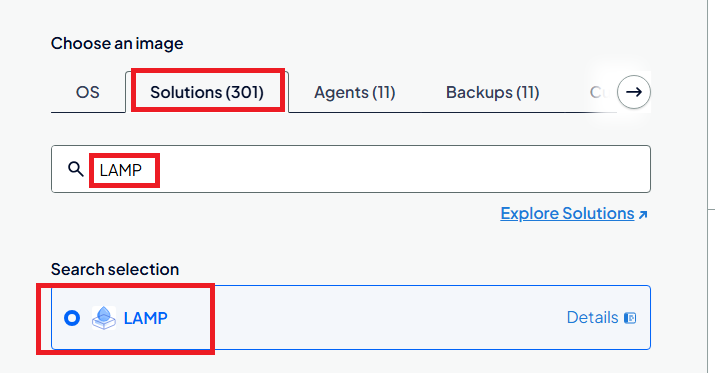 Choose an image
OS Solutions (301) Agents (11) Backups (11)
LAMP
Explore Solutions
Search selection
LAMP Details